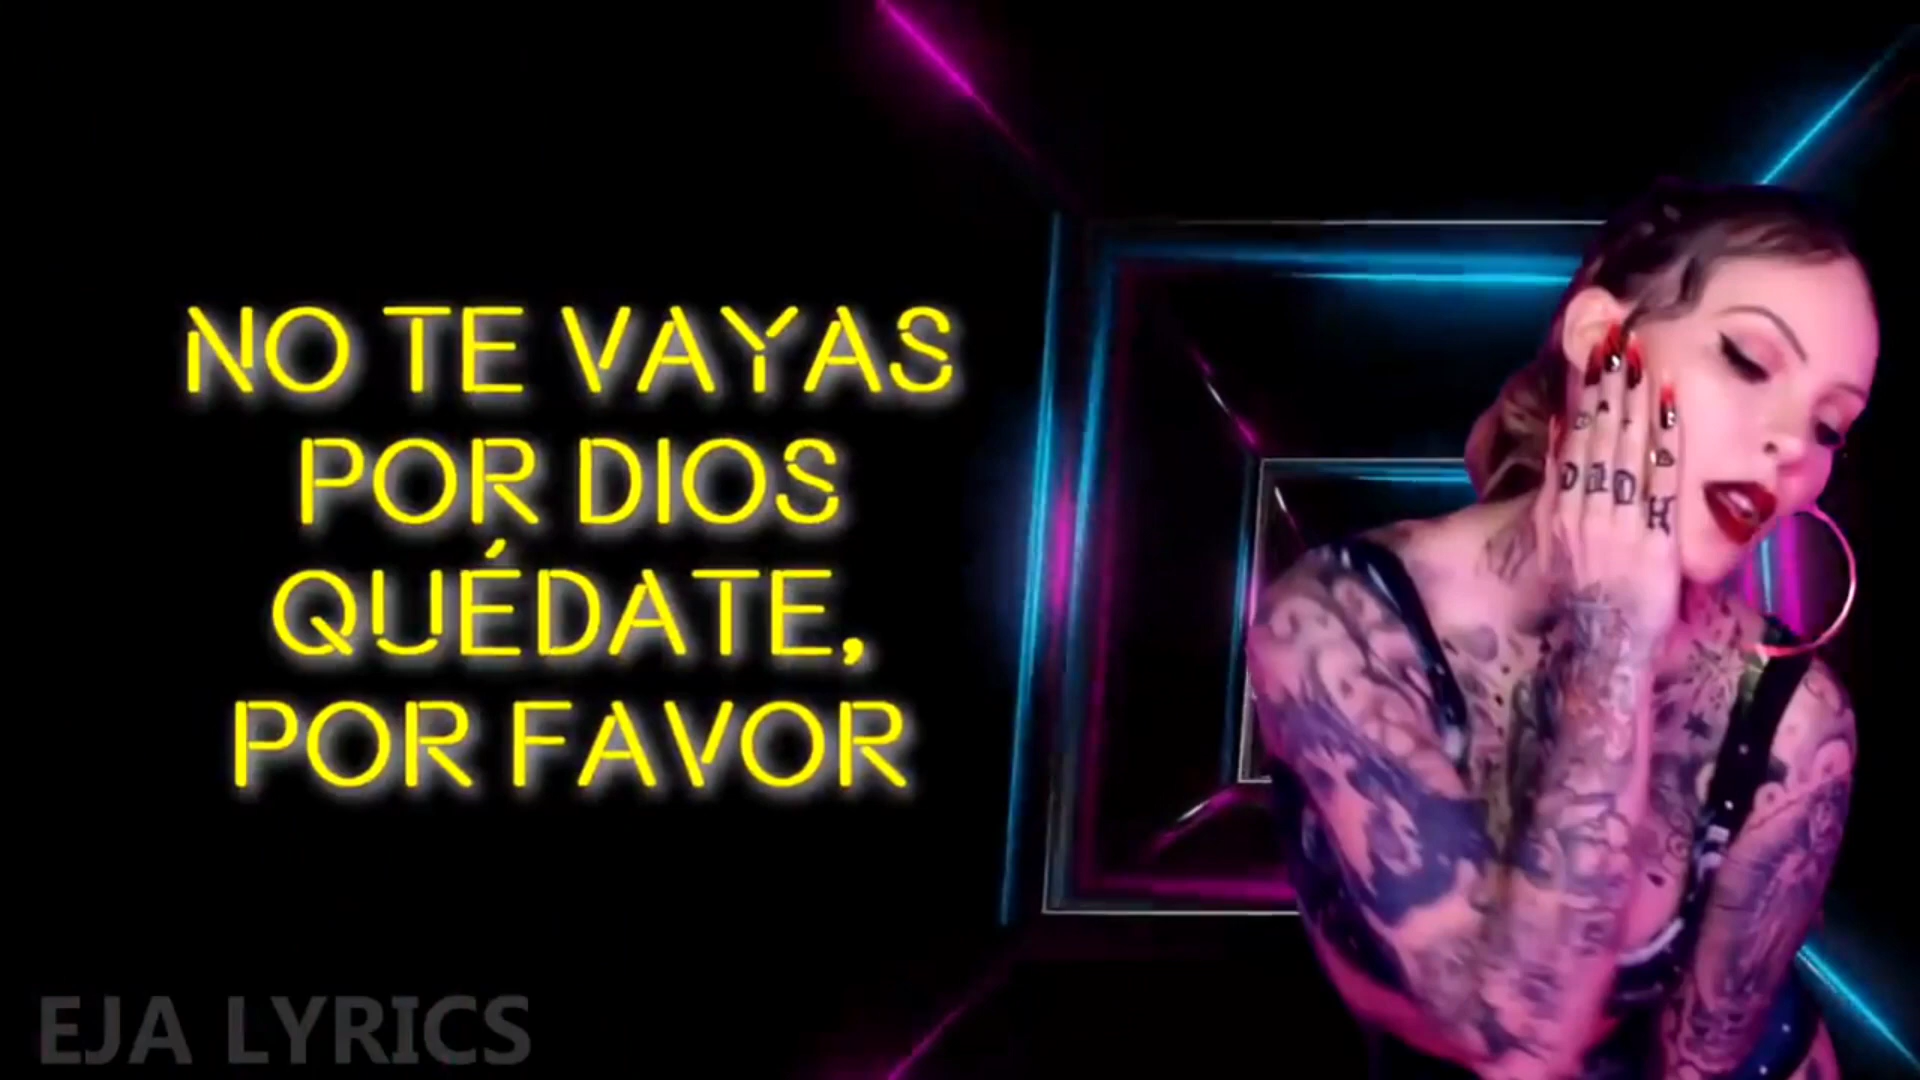 NO TE VAYAS
POR DIOS
QUÉDATE,
POR FAVOR
EJA LYRICS